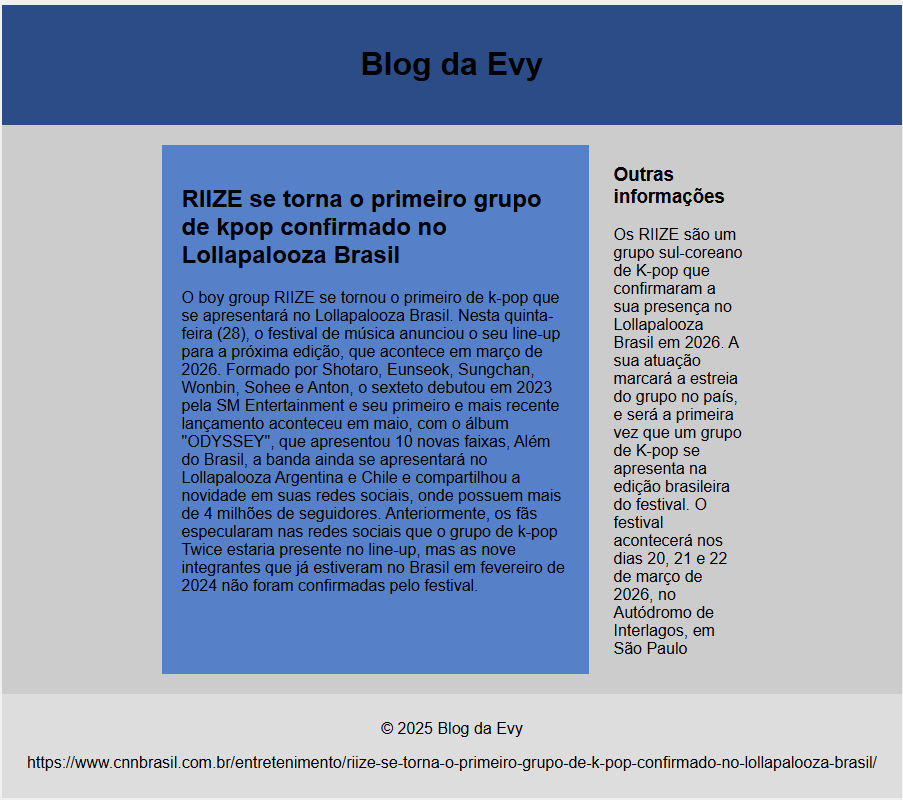 Blog da Evy
RIIZE se torna o primeiro grupo
de kpop confirmado no
Lollapalooza Brasil
O boy group RIIZE se tornou o primeiro de k-pop que
se apresentará no Lollapalooza Brasil. Nesta quinta-
feira (28), o festival de música anunciou o seu line-up
para a próxima edição, que acontece em março de
2026. Formado por Shotaro, Eunseok, Sungchan,
Wonbin, Sohee e Anton, o sexteto debutou em 2023
pela SM Entertainment e seu primeiro e mais recente
lançamento aconteceu em maio, com o álbum
"ODYSSEY", que apresentou 10 novas faixas, Além
do Brasil, a banda ainda se apresentará no
Lollapalooza Argentina e Chile e compartilhou a
novidade em suas redes sociais, onde possuem mais
de 4 milhões de seguidores. Anteriormente, os fãs
especularam nas redes sociais que o grupo de k-pop
Twice estaria presente no line-up, mas as nove
integrantes que já estiveram no Brasil em fevereiro de
2024 não foram confirmadas pelo festival.
Outras
informações
Os RIIZE são um
grupo sul-coreano
de K-pop que
confirmaram a
sua presença no
Lollapalooza
Brasil em 2026. A
sua atuação
marcará a estreia
do grupo no país,
e será a primeira
vez que um grupo
de K-pop se
apresenta na
edição brasileira
do festival. O
festival
acontecerá nos
dias 20, 21 e 22
de março de
2026, no
Autódromo de
Interlagos, em
São Paulo
© 2025 Blog da Evy
https://www.cnnbrasil.com.br/entretenimento/riize-se-torna-o-primeiro-grupo-de-k-pop-confirmado-no-lollapalooza-brasil/